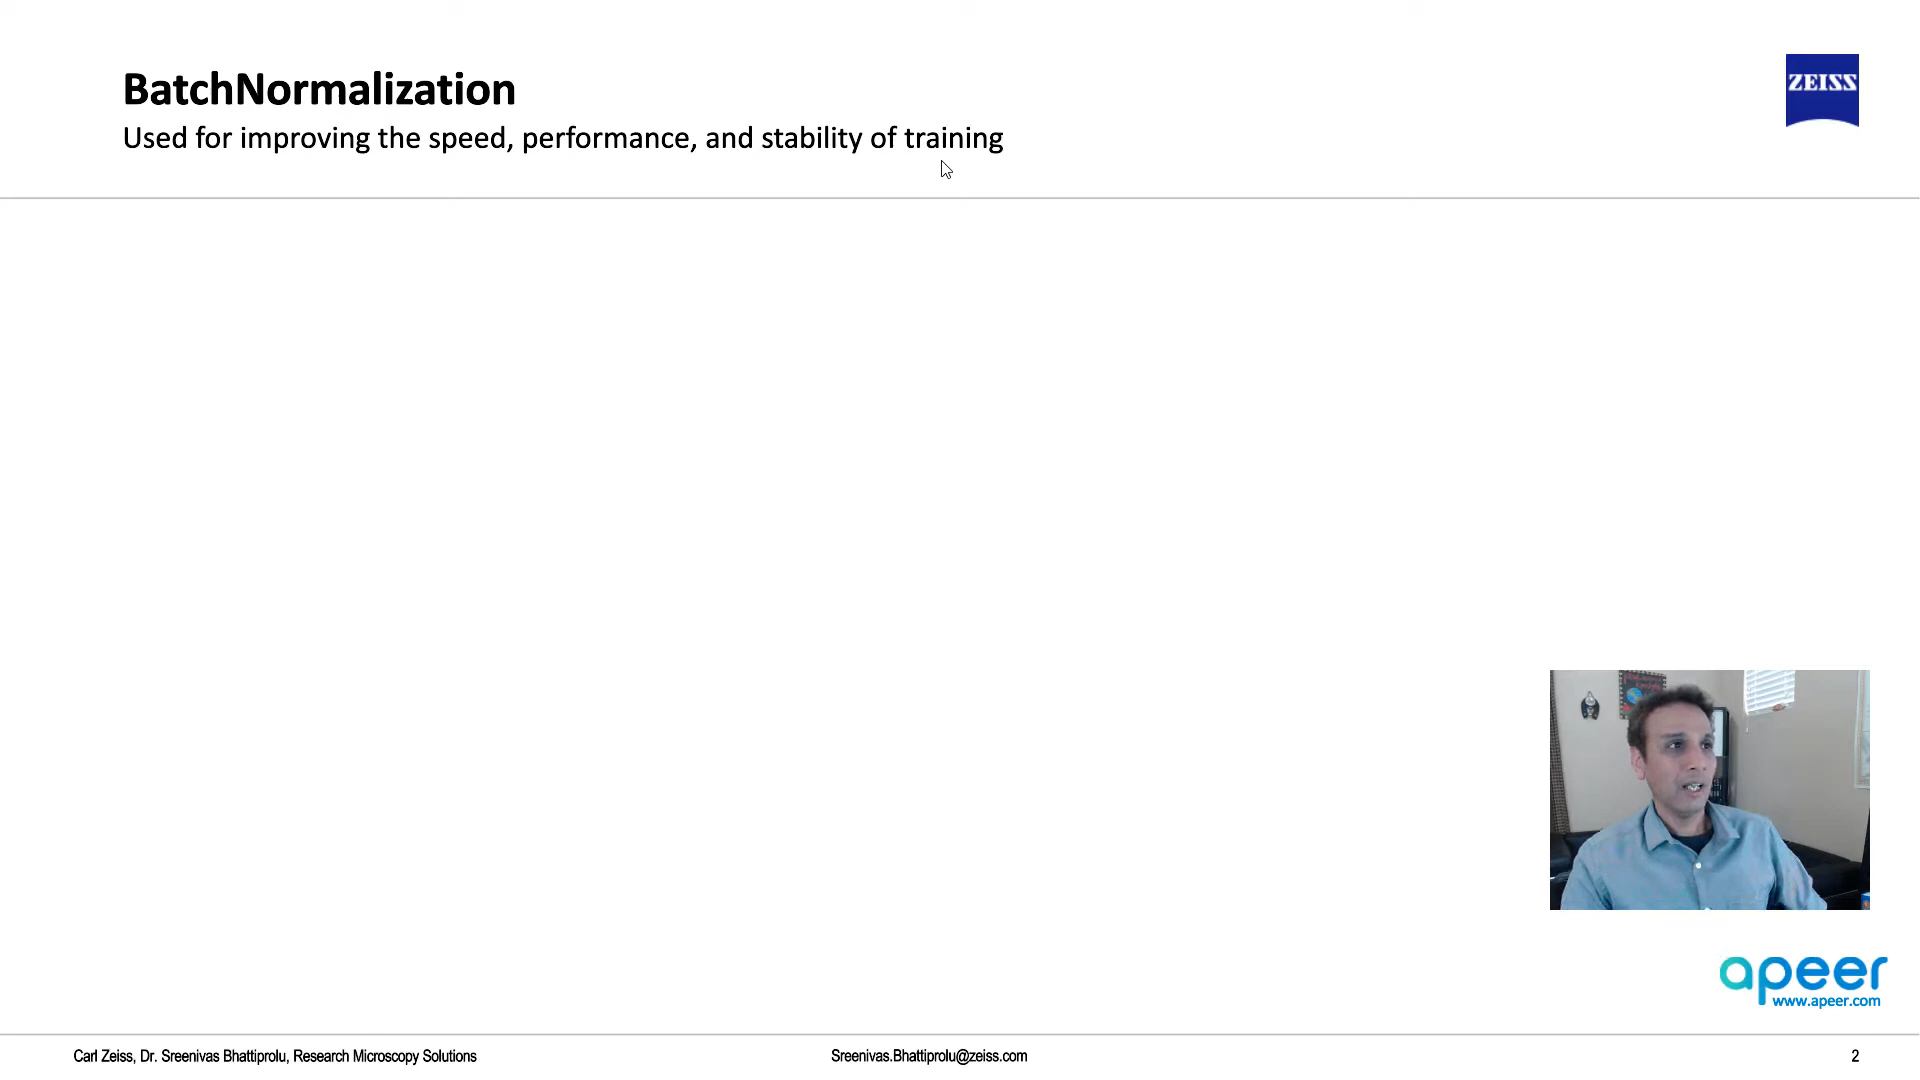 BatchNormalization
Used for improving the speed, performance, and stability of training
ZEISS
apeer
www.apeer.com
Carl Zeiss, Dr. Sreenivas Bhattiprolu, Research Microscopy Solutions
Sreenivas.Bhattiprolu@zeiss.com
2